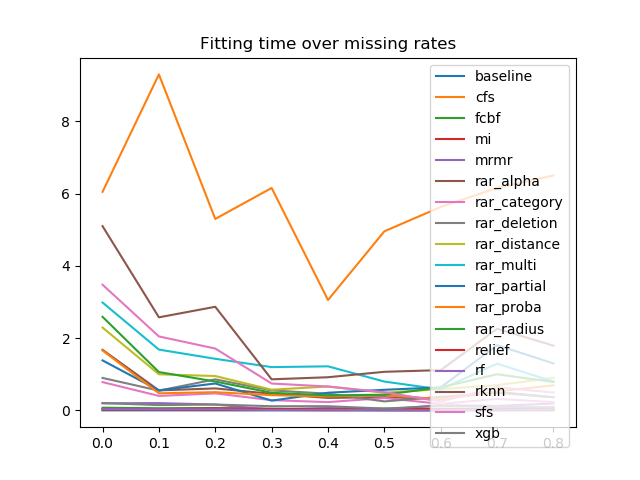 Fitting time over missing rates
8
6
4
2
0
0.0 0.1 0.2 0.3 0.4 0.5 0.6 0.7 0.8
baseline
cfs
fcbf
mi
mrmr
rar_alpha
rar_category
rar_deletion
rar_distance
rar_multi
rar_partial
rar_proba
rar_radius
relief
rf
rknn
sfs
xgb